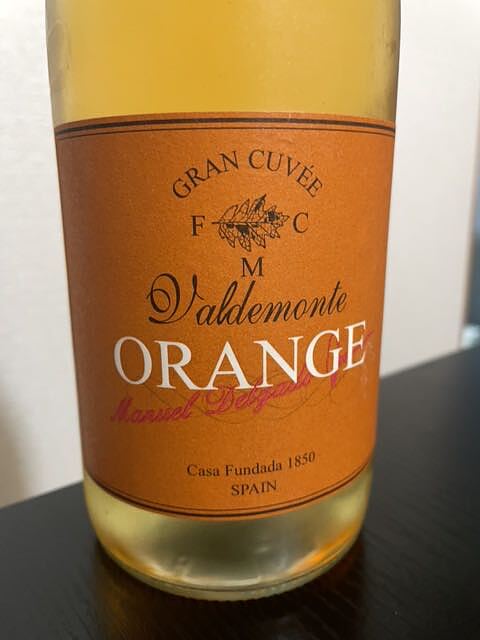 GRAN CUVÉE
F C
M
Valdemonte
ORANGE
Manuel Delgado
Casa Fundada 1850
SPAIN